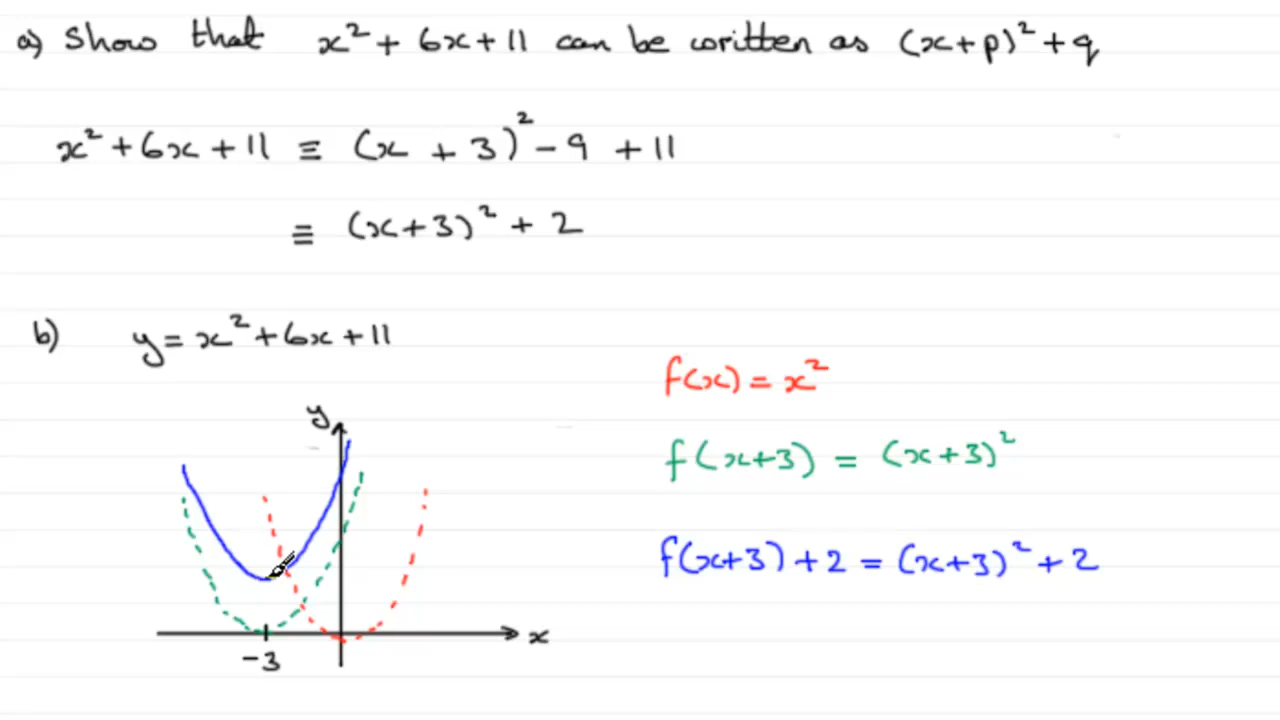 a) Show that x² + 6x + 11 can be written as (x+p)² + q
x² + 6x + 11 ≡ (x + 3)² - 9 + 11
≡ (x+3)² + 2
b) y = x² + 6x + 11
f(x) = x²
y
f(x+3) = (x+3)²
f(x+3) + 2 = (x+3)² + 2
x
-3